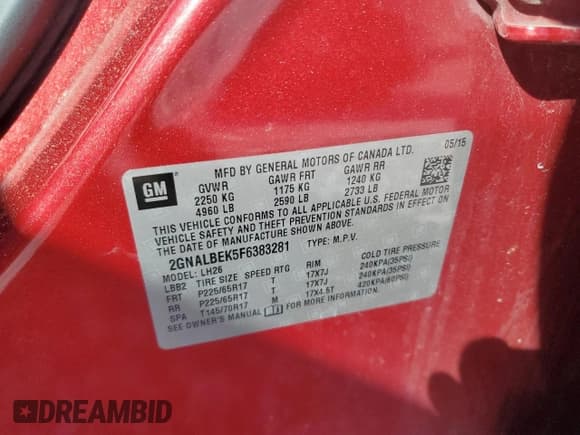 GM
MFD BY GENERAL MOTORS OF CANADA LTD. 05/15
GVWR GAWR FRT GAWR RR
2250 KG 1175 KG 1240 KG
4960 LB 2590 LB 2733 LB
THIS VEHICLE CONFORMS TO ALL APPLICABLE U.S. FEDERAL MOTOR
VEHICLE SAFETY AND THEFT PREVENTION STANDARDS IN EFFECT ON
THE DATE OF MANUFACTURE SHOWN ABOVE.
2GNALBEK5F6383281 TYPE: M.P.V.
MODEL: LH26
LBB2 TIRE SIZE SPEED RTG RIM COLD TIRE PRESSURE
FRT P225/65R17 T 17X7J 240KPA(35PSI)
RR P225/65R17 T 17X7J 240KPA(35PSI)
SPA T145/70R17 M 17X4.5T 420KPA(60PSI)
SEE OWNER'S MANUAL FOR MORE INFORMATION.
DREAMBID